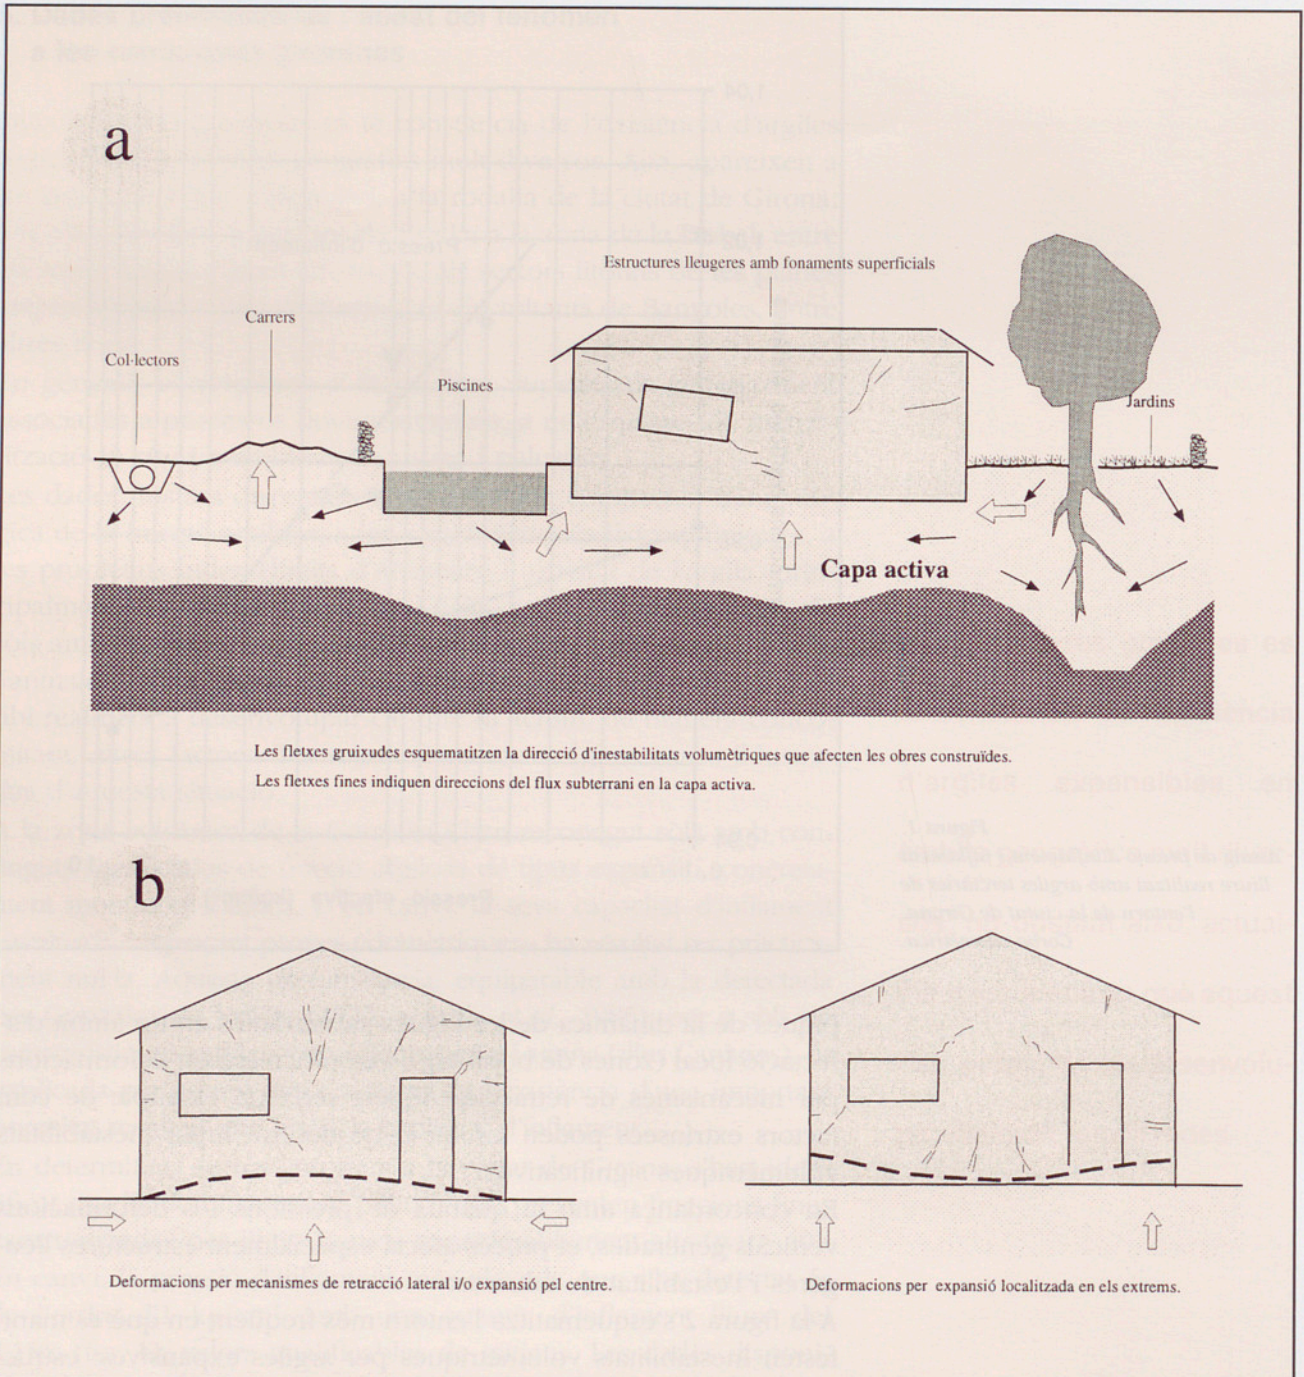 a
Estructures lleugeres amb fonaments superficials
Carrers
Col·lectors
Piscines
Jardins
Capa activa
Les fletxes gruixudes esquematitzen la direcció d'inestabilitats volumètriques que afecten les obres construïdes.
Les fletxes fines indiquen direccions del flux subterrani en la capa activa.
b
Deformacions per mecanismes de retracció lateral i/o expansió pel centre.
Deformacions per expansió localitzada en els extrems.